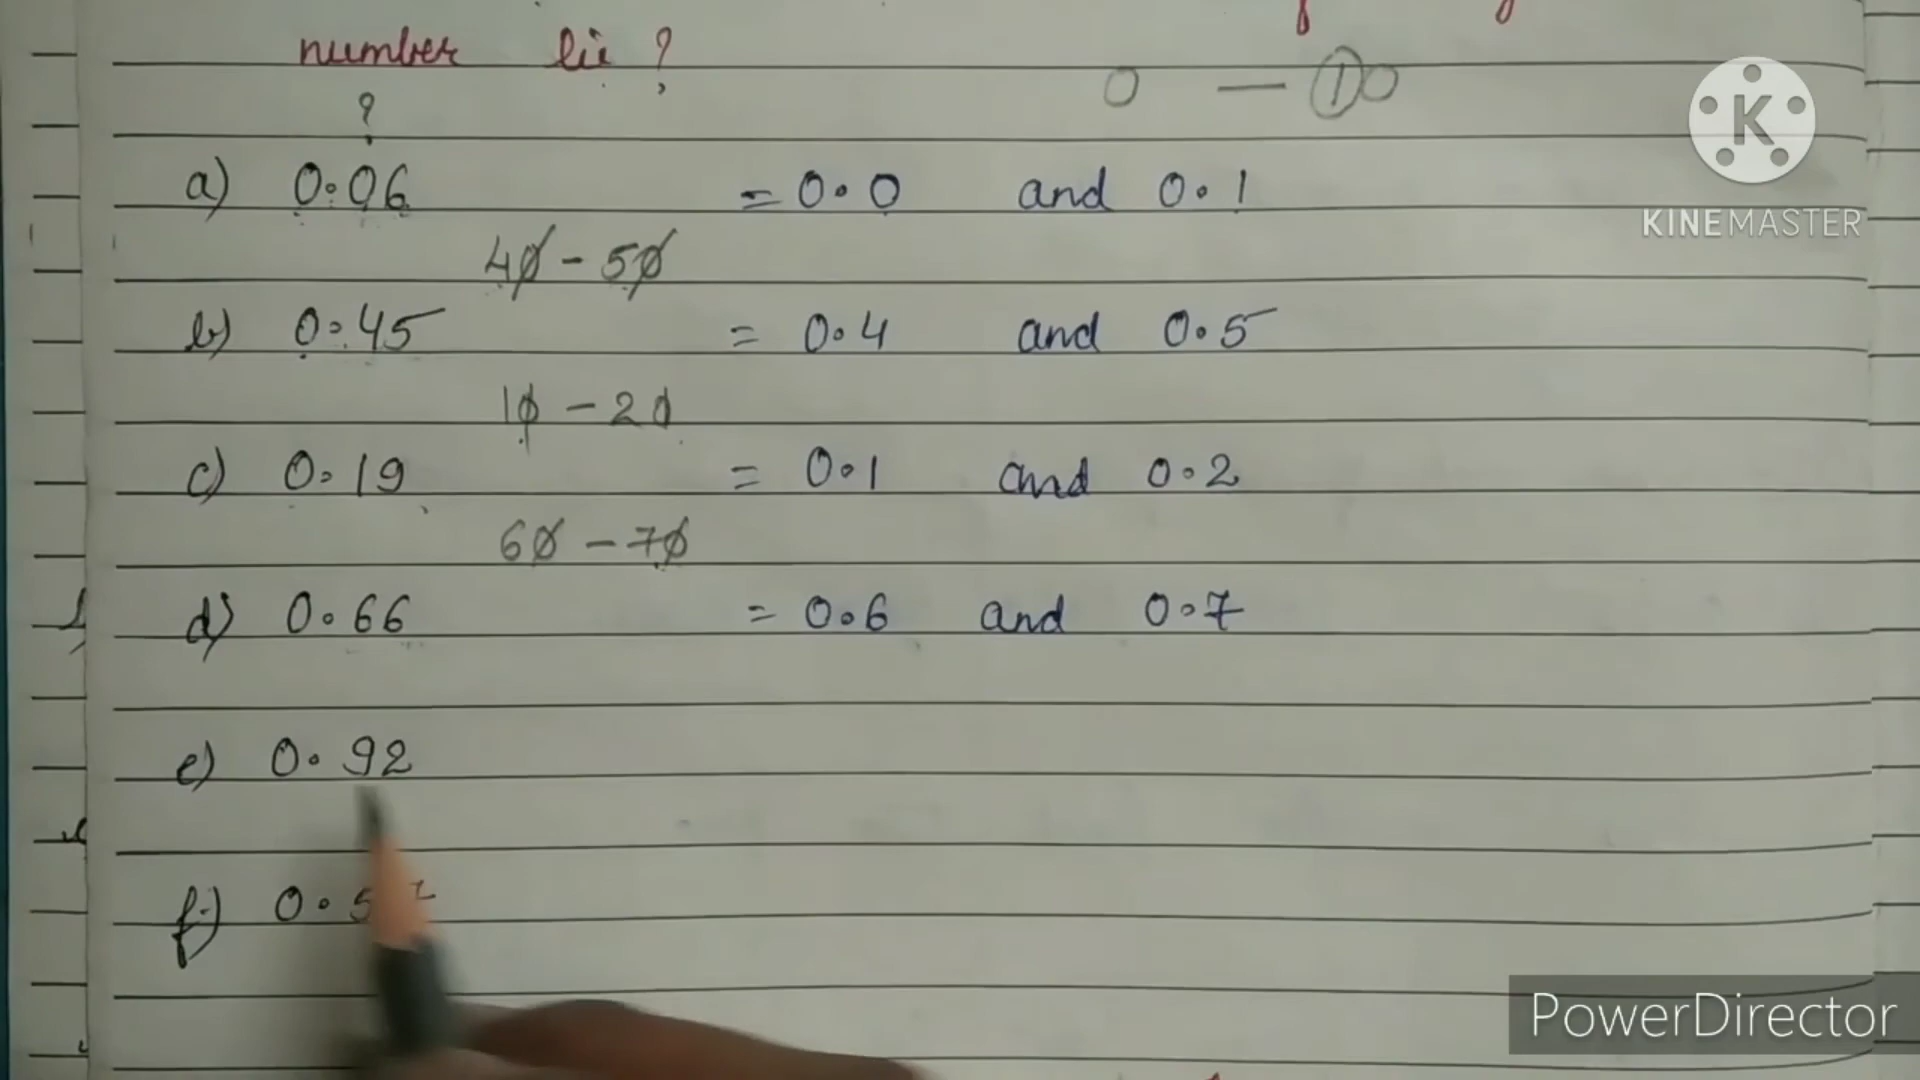 number lie ?
0 — 10
?
a) 0.06 = 0.0 and 0.1
40 - 50
b) 0.45 = 0.4 and 0.5
10 - 20
c) 0.19 = 0.1 and 0.2
60 - 70
d) 0.66 = 0.6 and 0.7
e) 0.92
f)
K
KINEMASTER
PowerDirector